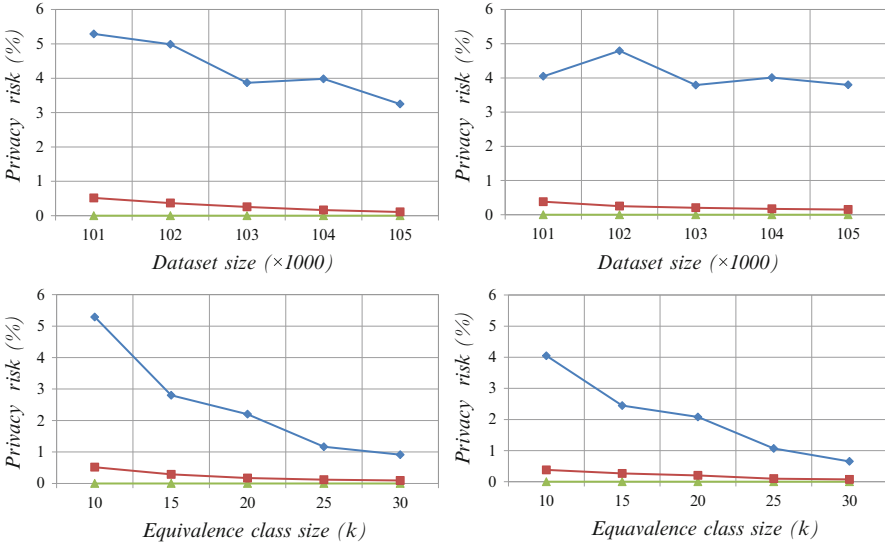 6
5
4
3
2
1
0
Privacy risk (%)
101 102 103 104 105
Dataset size (×1000)
6
5
4
3
2
1
0
Privacy risk (%)
101 102 103 104 105
Dataset size (×1000)
6
5
4
3
2
1
0
Privacy risk (%)
10 15 20 25 30
Equivalence class size (k)
6
5
4
3
2
1
0
Privacy risk (%)
10 15 20 25 30
Equavalence class size (k)